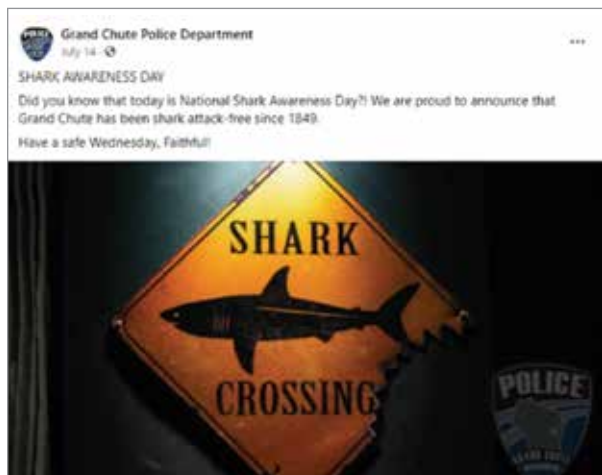 Grand Chute Police Department
July 14
SHARK AWARENESS DAY
Did you know that today is National Shark Awareness Day?! We are proud to announce that
Grand Chute has been shark attack-free since 1849.
Have a safe Wednesday, Faithful!
SHARK
CROSSING
POLICE
GRAND CHUTE